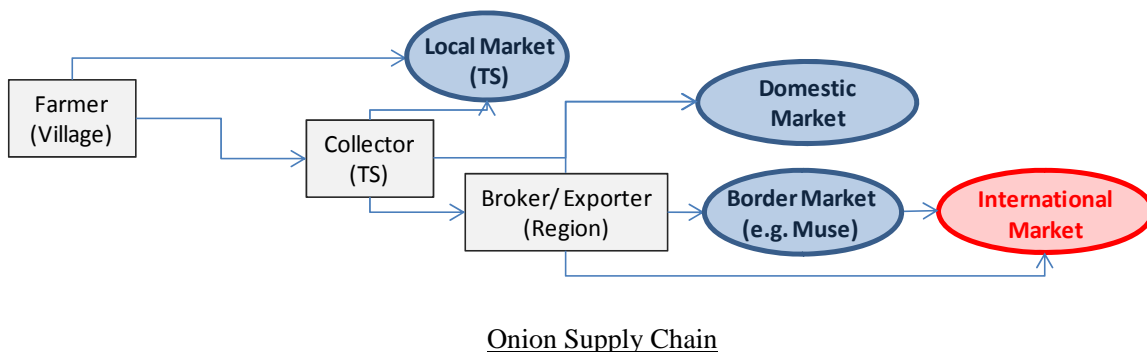 Local Market
(TS)
Farmer
(Village)
Domestic
Market
Collector
(TS)
Broker/ Exporter
(Region)
Border Market
(e.g. Muse)
International
Market
Onion Supply Chain